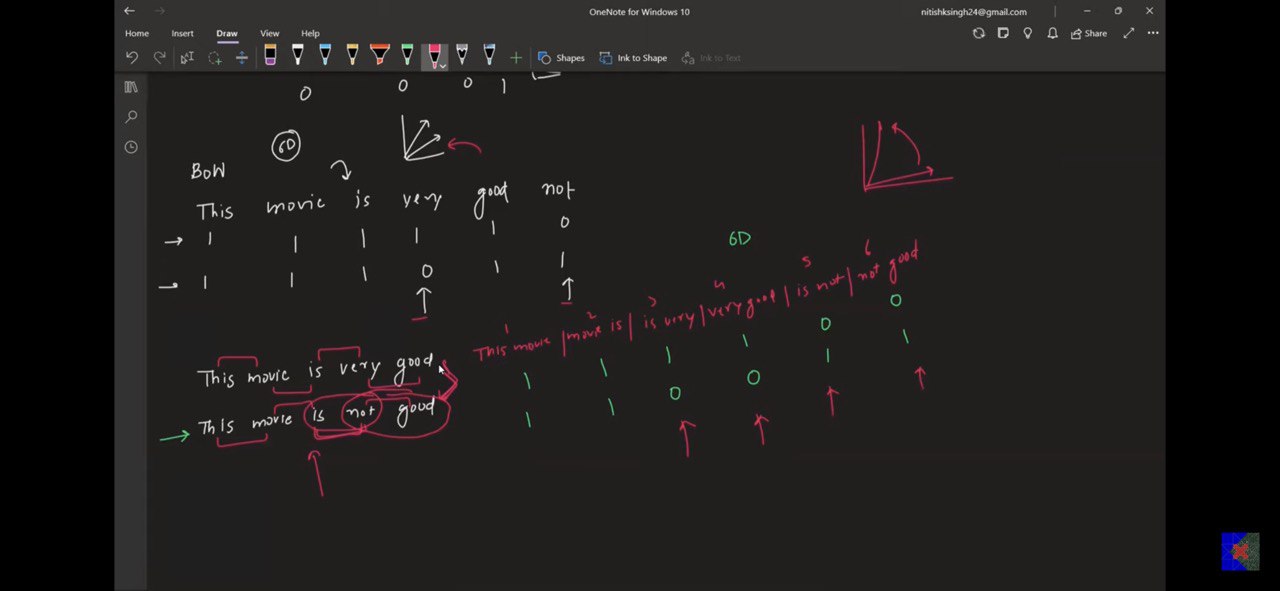 OneNote for Windows 10
nitishksingh24@gmail.com
Home Insert Draw View Help
Share
Shapes Ink to Shape Ink to Text
0 0 0 1
6D
BoW
This movie is very good not
1 1 1 1 1 0
1 1 1 0 1 1
6D
1 2 3 4 5 6
This movie | movie is | is very | very good | is not | not good
1 1 1 1 0 0
1 1 0 0 1 1
This movie is very good
This movie is not good